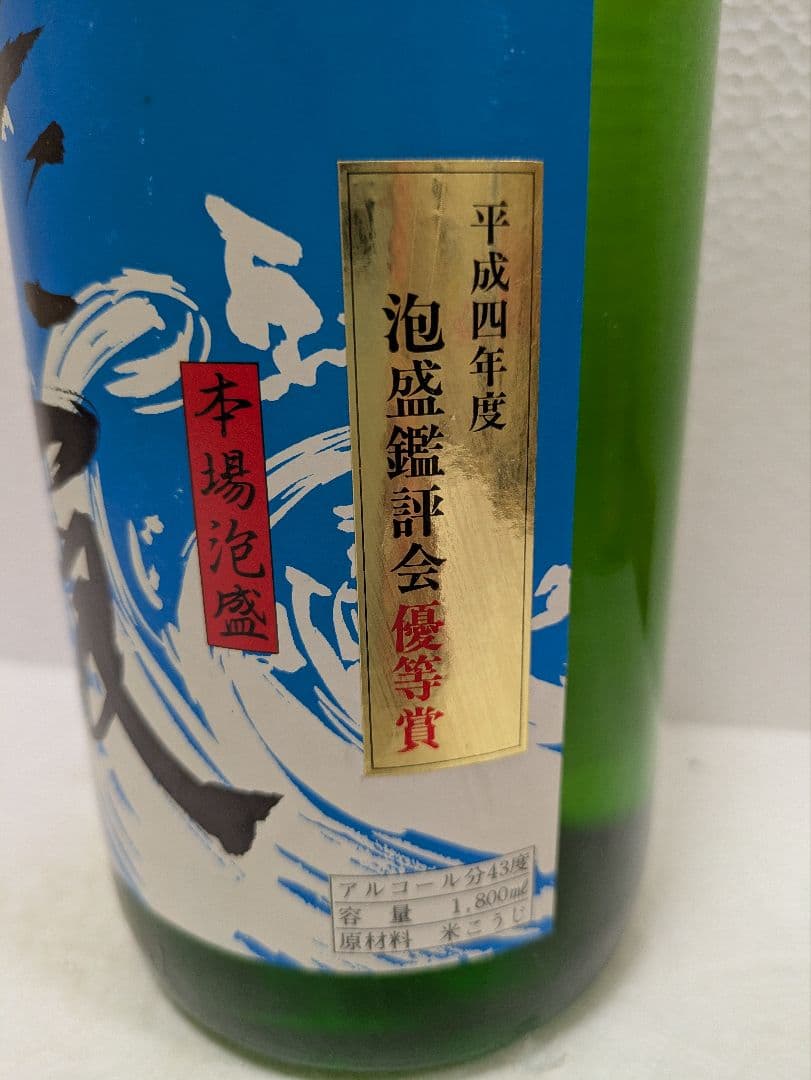 平成四年度
泡盛鑑評会優等賞
本場泡盛
アルコール分43度
容量 1,800mℓ
原材料 米こうじ